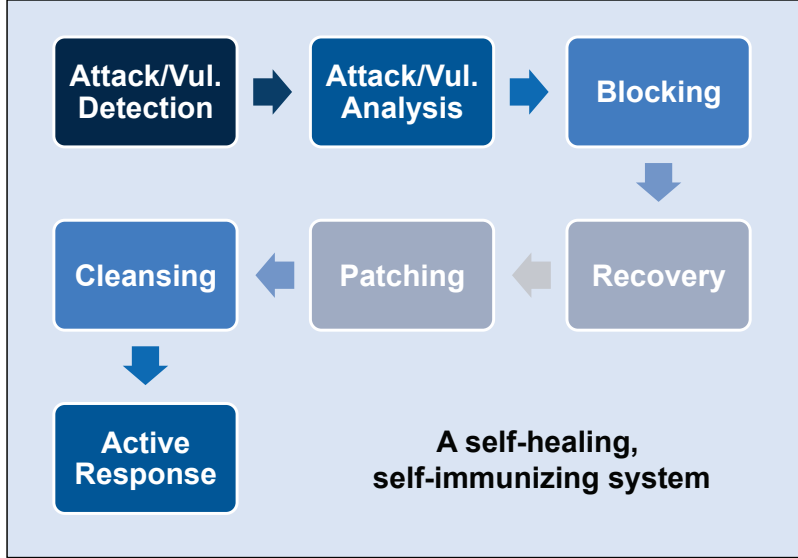 Attack/Vul.
Detection
Attack/Vul.
Analysis
Blocking
Cleansing
Patching
Recovery
Active
Response
A self-healing,
self-immunizing system